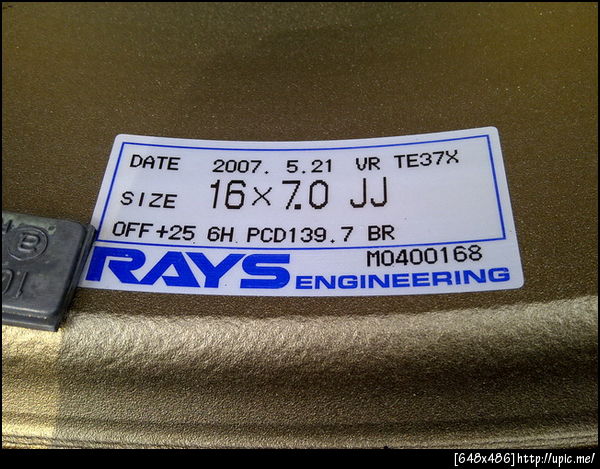 DATE 2007. 5.21 VR TE37X
SIZE 16×7.0 JJ
OFF+25 6H PCD139.7 BR
M0400168
RAYS ENGINEERING
B
10
[648x486]http://upic.me/